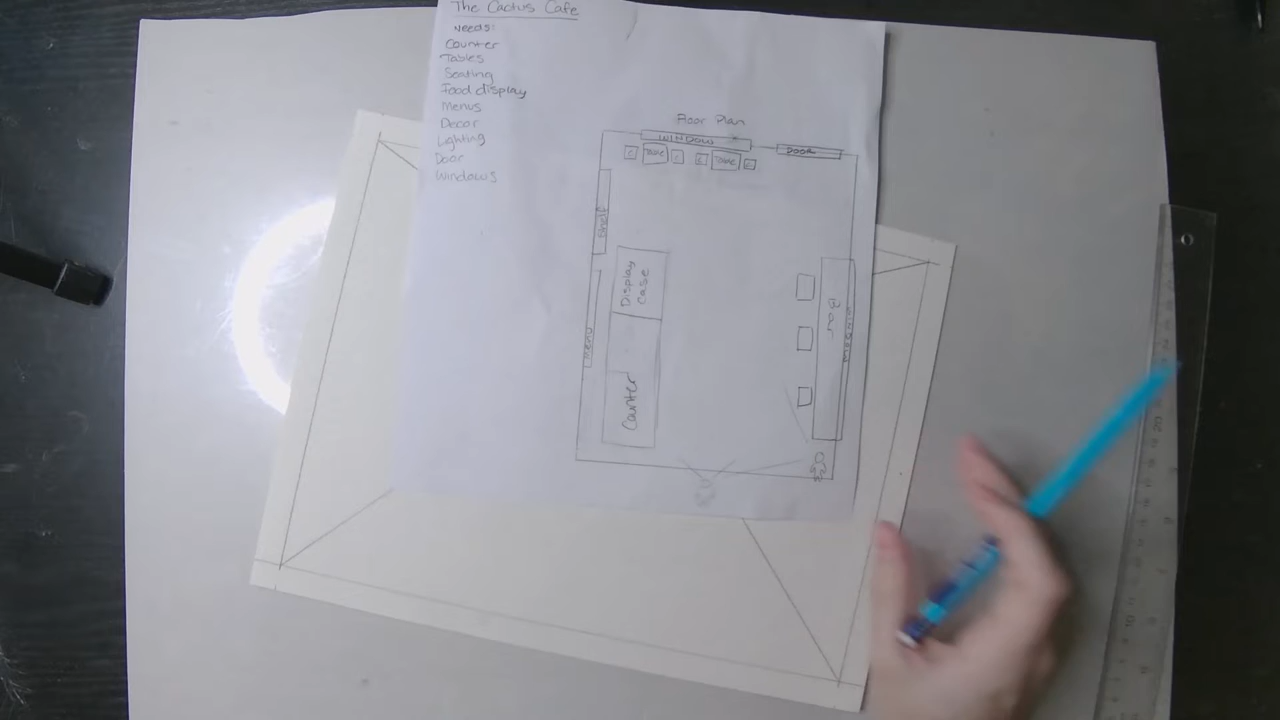 The Cactus Cafe
Needs:
Counter
Tables
Seating
Food display
Menus
Decor
Lighting
Door
Windows
Floor Plan
WINDOW
DOOR
C
Table
C
C
Table
C
Shelf
Display
case
Menu
Counter
Bar
Window